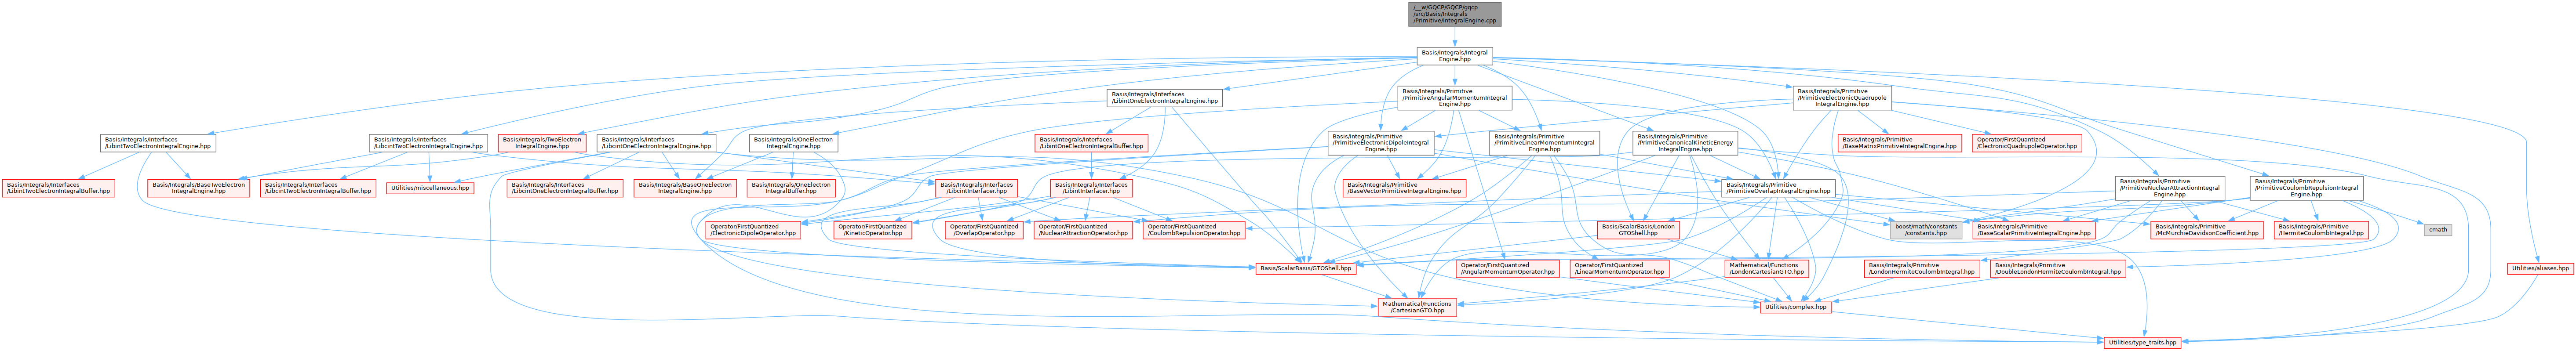 /__w/GQCP/GQCP/gqcp
/src/Basis/Integrals
/Primitive/IntegralEngine.cpp
Basis/Integrals/Integral
Engine.hpp
Basis/Integrals/Interfaces
/LibintOneElectronIntegralEngine.hpp
Basis/Integrals/Primitive
/PrimitiveAngularMomentumIntegral
Engine.hpp
Basis/Integrals/Primitive
/PrimitiveElectronicQuadrupole
IntegralEngine.hpp
Basis/Integrals/Interfaces
/LibintTwoElectronIntegralEngine.hpp
Basis/Integrals/Interfaces
/LibcintTwoElectronIntegralEngine.hpp
Basis/Integrals/TwoElectron
IntegralEngine.hpp
Basis/Integrals/Interfaces
/LibcintOneElectronIntegralEngine.hpp
Basis/Integrals/OneElectron
IntegralEngine.hpp
Basis/Integrals/Interfaces
/LibintOneElectronIntegralBuffer.hpp
Basis/Integrals/Primitive
/PrimitiveElectronicDipoleIntegral
Engine.hpp
Basis/Integrals/Primitive
/PrimitiveLinearMomentumIntegral
Engine.hpp
Basis/Integrals/Primitive
/PrimitiveCanonicalKineticEnergy
IntegralEngine.hpp
Basis/Integrals/Primitive
/BaseMatrixPrimitiveIntegralEngine.hpp
Operator/FirstQuantized
/ElectronicQuadrupoleOperator.hpp
Basis/Integrals/Interfaces
/LibintTwoElectronIntegralBuffer.hpp
Basis/Integrals/BaseTwoElectron
IntegralEngine.hpp
Basis/Integrals/Interfaces
/LibcintTwoElectronIntegralBuffer.hpp
Utilities/miscellaneous.hpp
Basis/Integrals/Interfaces
/LibcintOneElectronIntegralBuffer.hpp
Basis/Integrals/BaseOneElectron
IntegralEngine.hpp
Basis/Integrals/OneElectron
IntegralBuffer.hpp
Basis/Integrals/Interfaces
/LibcintInterfacer.hpp
Basis/Integrals/Interfaces
/LibintInterfacer.hpp
Basis/Integrals/Primitive
/BaseVectorPrimitiveIntegralEngine.hpp
Basis/Integrals/Primitive
/PrimitiveOverlapIntegralEngine.hpp
Basis/Integrals/Primitive
/PrimitiveNuclearAttractionIntegral
Engine.hpp
Basis/Integrals/Primitive
/PrimitiveCoulombRepulsionIntegral
Engine.hpp
Operator/FirstQuantized
/ElectronicDipoleOperator.hpp
Operator/FirstQuantized
/KineticOperator.hpp
Operator/FirstQuantized
/OverlapOperator.hpp
Operator/FirstQuantized
/NuclearAttractionOperator.hpp
Operator/FirstQuantized
/CoulombRepulsionOperator.hpp
Basis/ScalarBasis/London
GTOShell.hpp
boost/math/constants
/constants.hpp
Basis/Integrals/Primitive
/BaseScalarPrimitiveIntegralEngine.hpp
Basis/Integrals/Primitive
/McMurchieDavidsonCoefficient.hpp
Basis/Integrals/Primitive
/HermiteCoulombIntegral.hpp
cmath
Basis/ScalarBasis/GTOShell.hpp
Operator/FirstQuantized
/AngularMomentumOperator.hpp
Operator/FirstQuantized
/LinearMomentumOperator.hpp
Mathematical/Functions
/LondonCartesianGTO.hpp
Basis/Integrals/Primitive
/LondonHermiteCoulombIntegral.hpp
Basis/Integrals/Primitive
/DoubleLondonHermiteCoulombIntegral.hpp
Utilities/aliases.hpp
Mathematical/Functions
/CartesianGTO.hpp
Utilities/complex.hpp
Utilities/type_traits.hpp